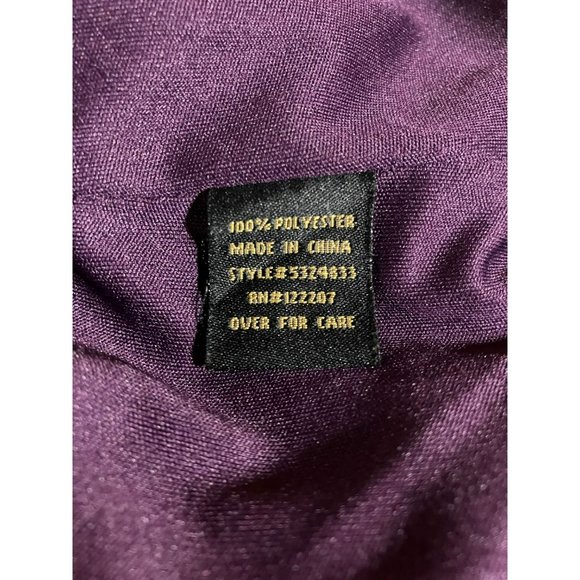 100% POLYESTER
MADE IN CHINA
STYLE#5324833
RN#122207
OVER FOR CARE